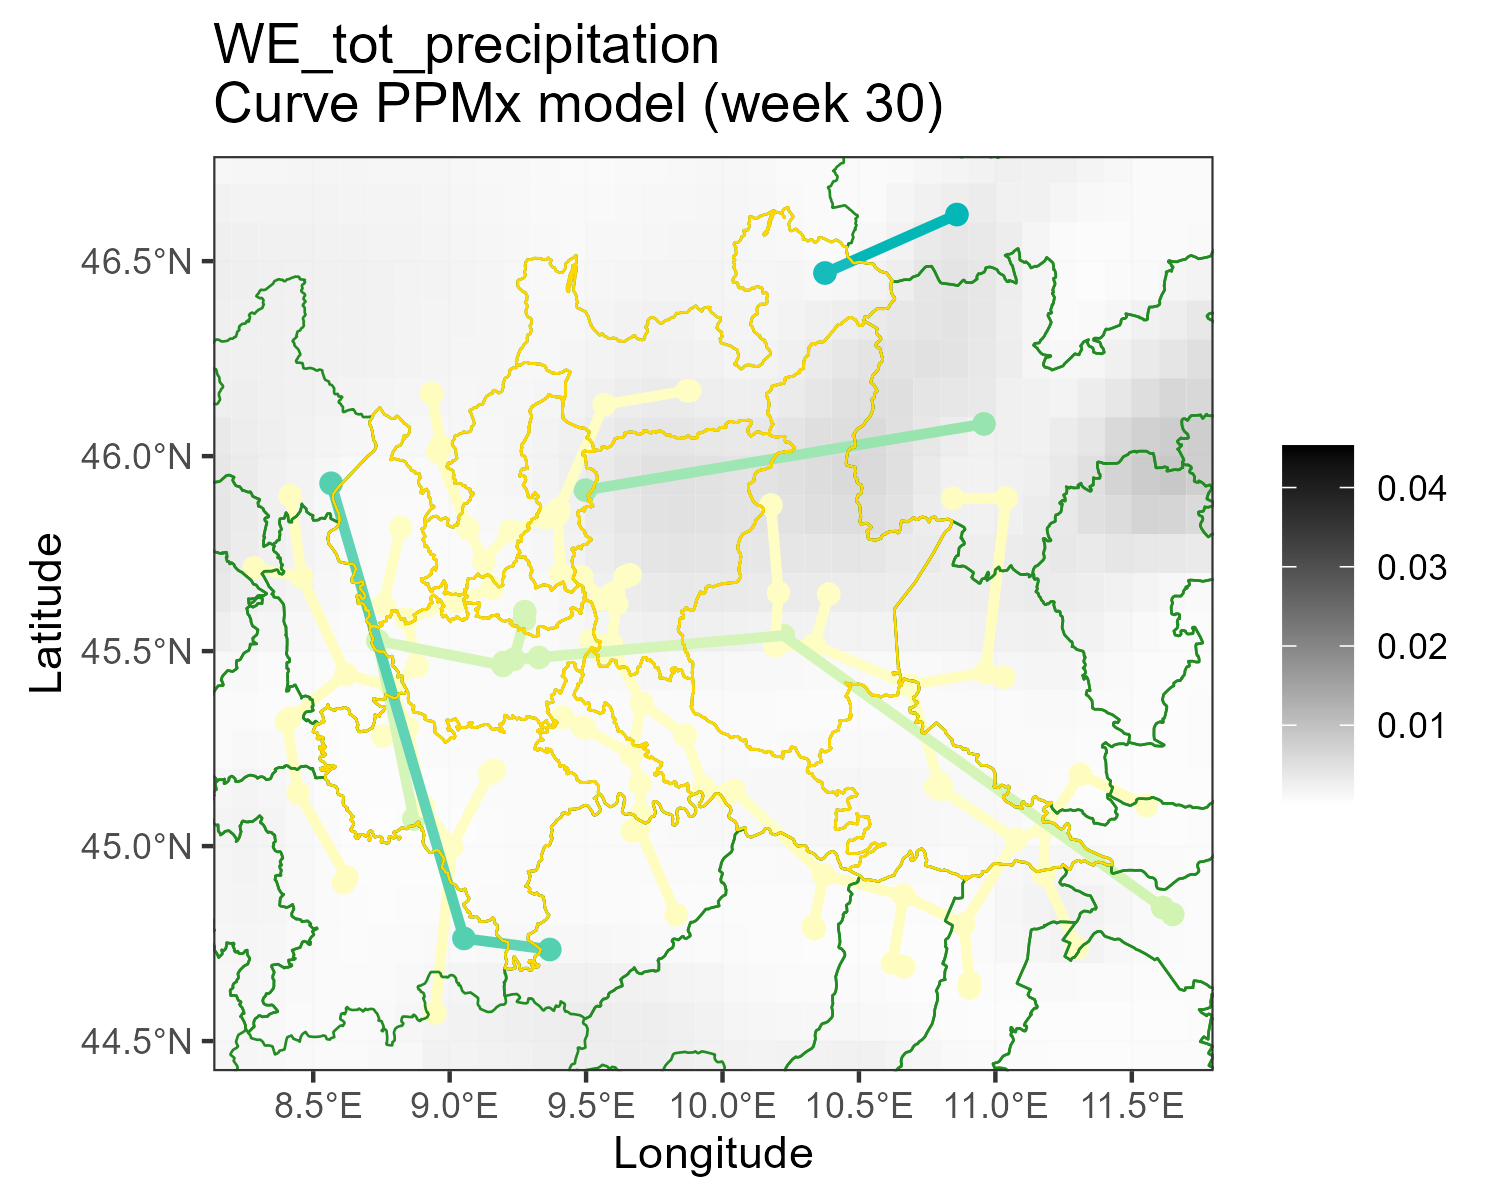 WE_tot_precipitation
Curve PPMx model (week 30)
46.5°N
46.0°N
45.5°N
45.0°N
44.5°N
Latitude
8.5°E 9.0°E 9.5°E 10.0°E 10.5°E 11.0°E 11.5°E
Longitude
0.04
0.03
0.02
0.01